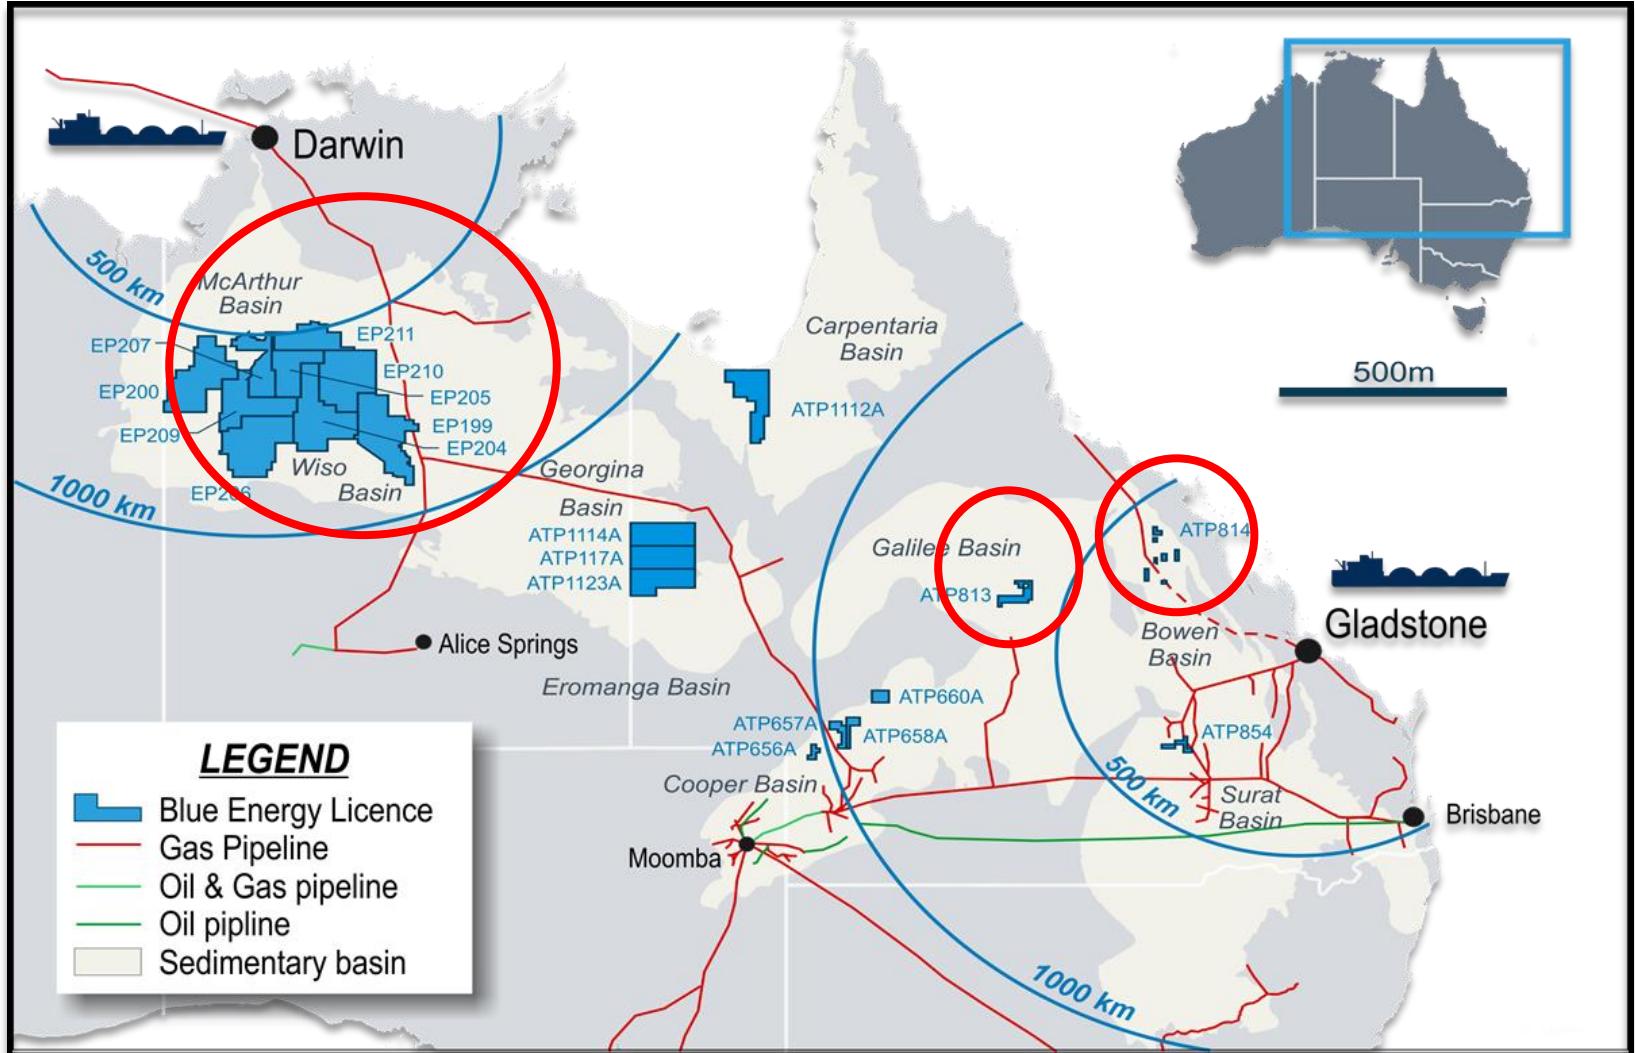 Darwin
500 km
McArthur
Basin
EP207
EP211
EP200
EP210
EP205
EP209
EP199
EP204
Wiso
Basin
EP206
1000 km
Carpentaria
Basin
ATP1112A
500m
Georgina
Basin
ATP1114A
ATP117A
ATP1123A
Galilee Basin
ATP813
ATP814
Gladstone
Bowen
Basin
Alice Springs
Eromanga Basin
ATP660A
ATP657A
ATP658A
ATP656A
ATP854
Cooper Basin
500 km
Surat
Basin
Brisbane
Moomba
1000 km
LEGEND
Blue Energy Licence
Gas Pipeline
Oil & Gas pipeline
Oil pipline
Sedimentary basin